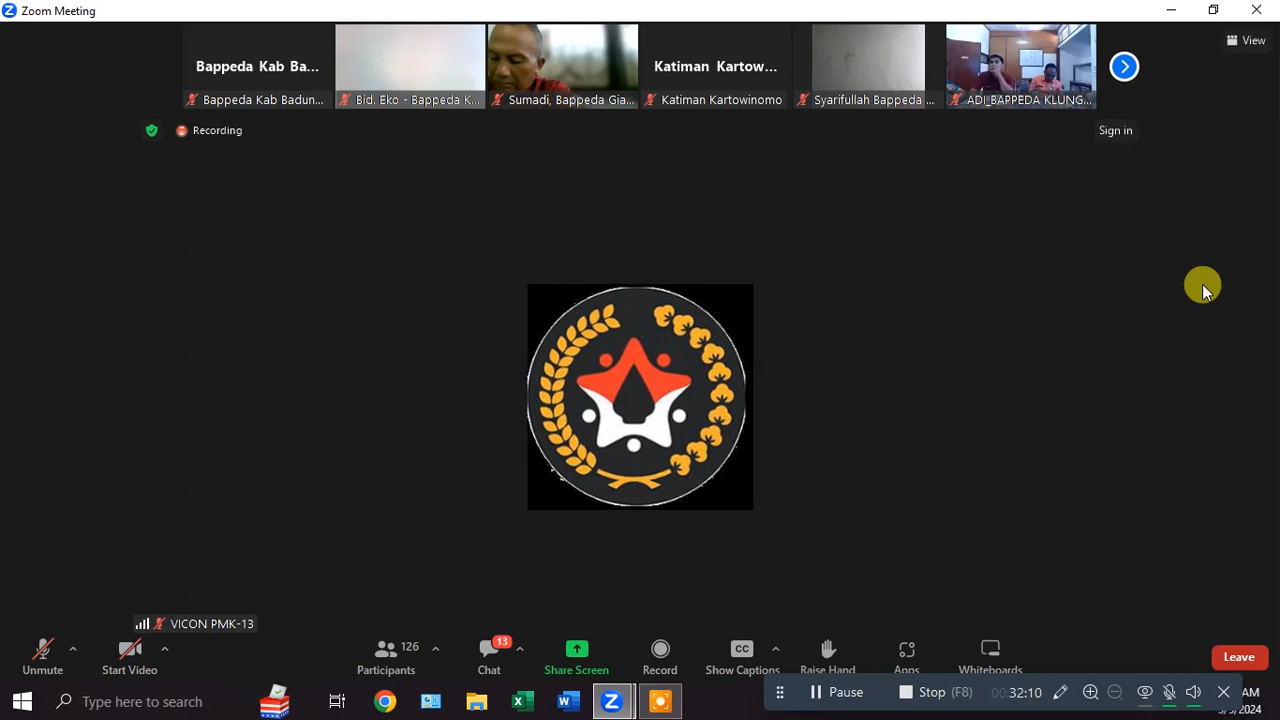 Zoom Meeting
Bappeda Kab Ba...
Katiman Kartow...
Bappeda Kab Badun...
Bid. Eko - Bappeda K...
Sumadi, Bappeda Gia...
Katiman Kartowinomo
Syarifullah Bappeda ...
ADI_BAPPEDA KLUNG...
View
Recording
Sign in
VICON PMK-13
Unmute
Start Video
Participants
126
Chat
13
Share Screen
Record
CC
Show Captions
Raise Hand
Apps
Whiteboards
Leave
Type here to search
Pause
Stop (F8)
00:32:10
AM